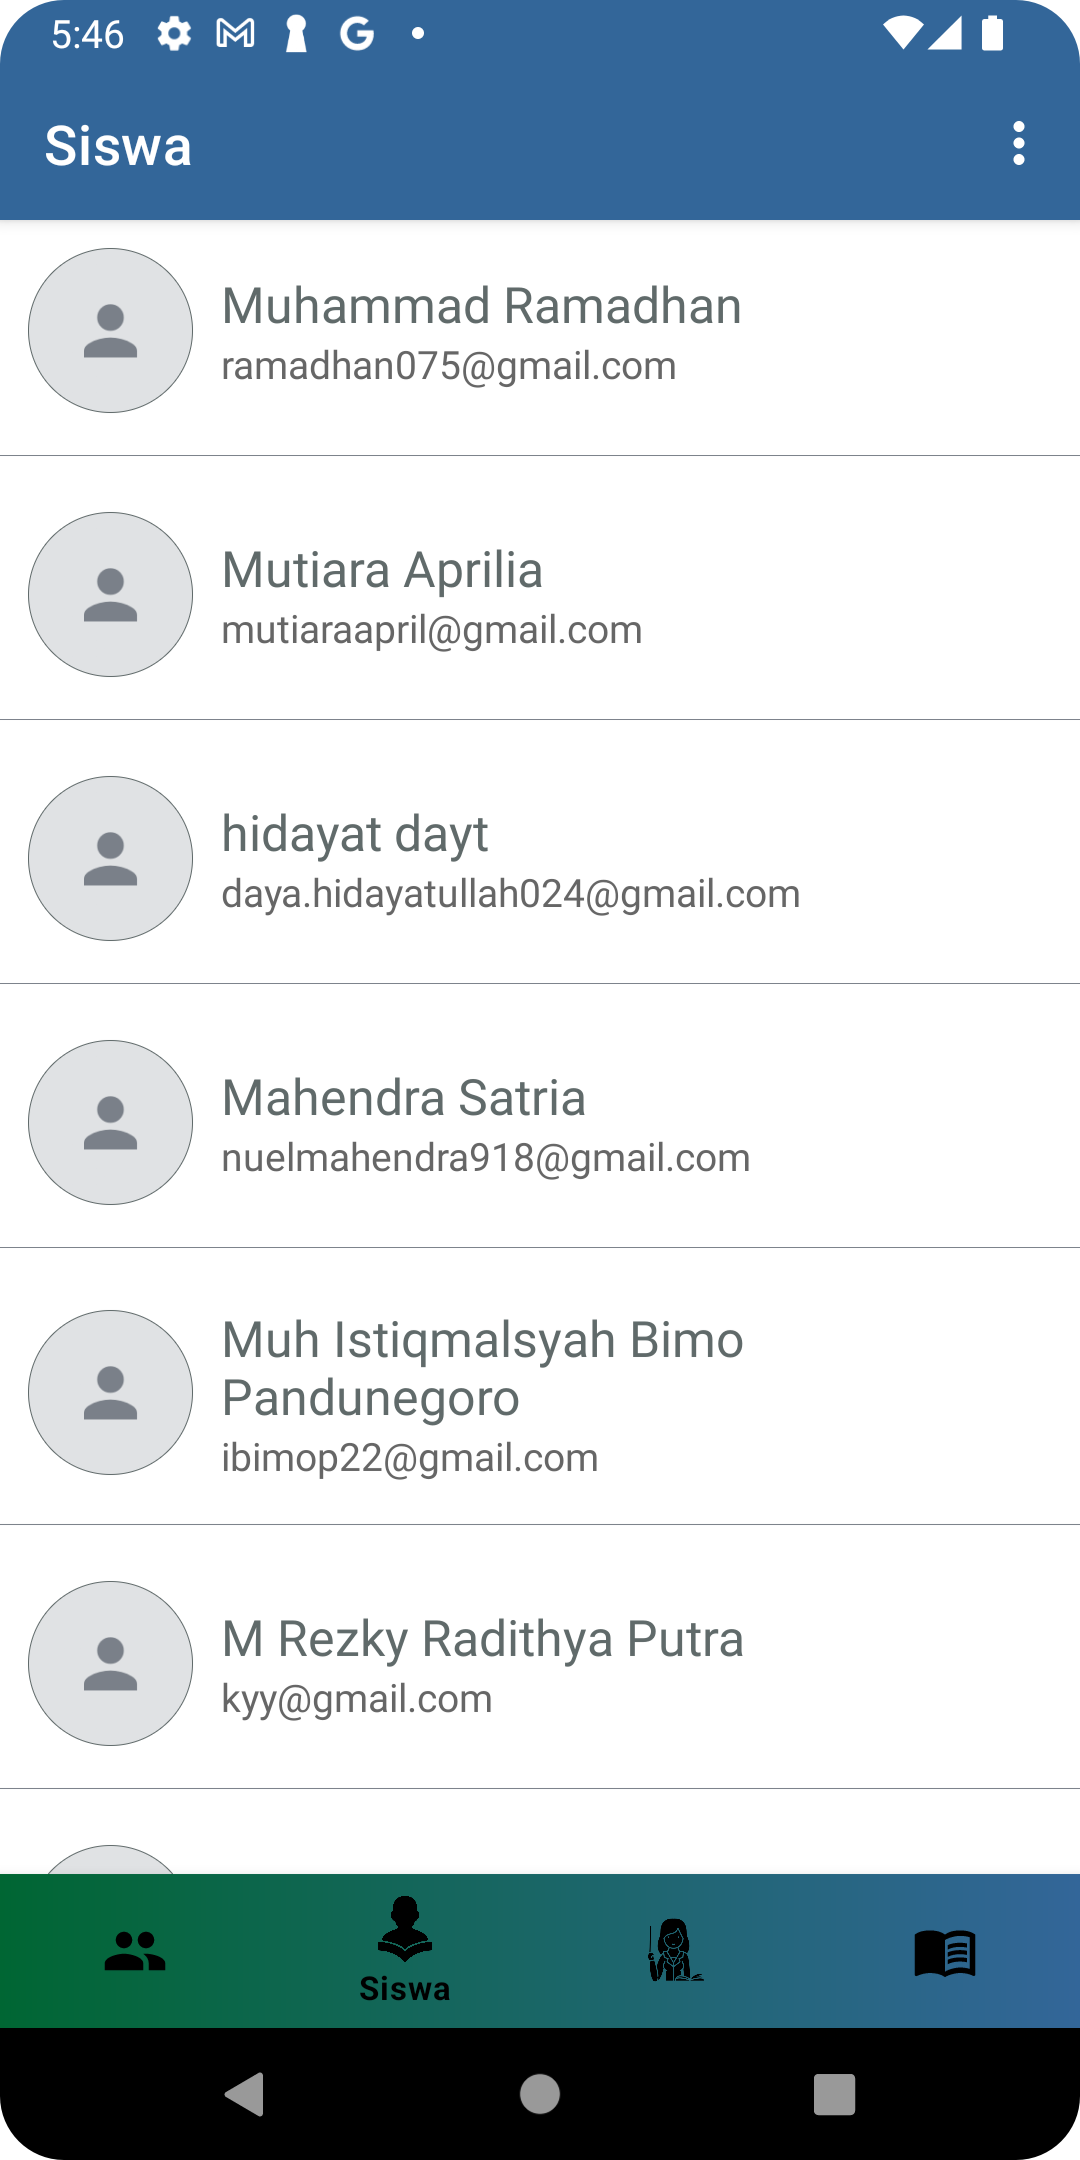 5:46
Siswa
Muhammad Ramadhan
ramadhan075@gmail.com
Mutiara Aprilia
mutiaraapril@gmail.com
hidayat dayt
daya.hidayatullah024@gmail.com
Mahendra Satria
nuelmahendra918@gmail.com
Muh Istiqmalsyah Bimo
Pandunegoro
ibimop22@gmail.com
M Rezky Radithya Putra
kyy@gmail.com
Siswa